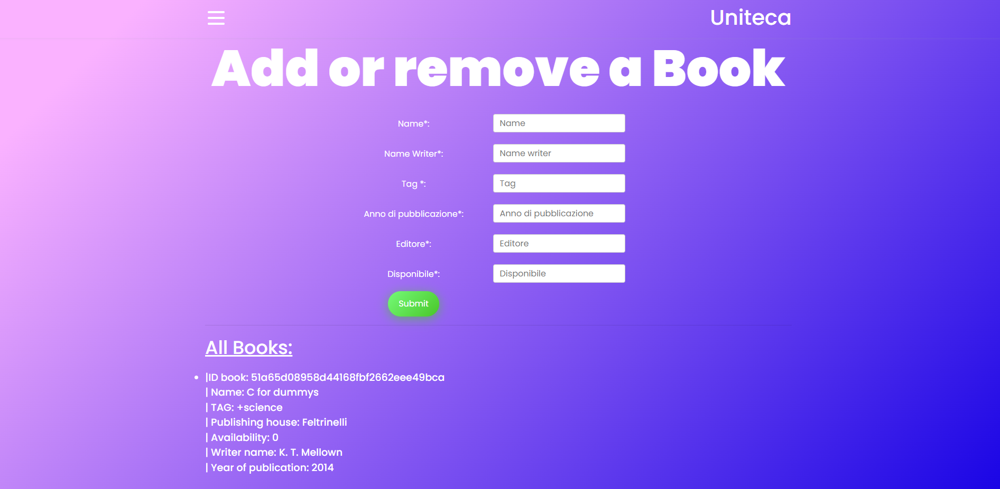 Uniteca
Add or remove a Book
Name*: Name
Name Writer*: Name writer
Tag *: Tag
Anno di pubblicazione*: Anno di pubblicazione
Editore*: Editore
Disponibile*: Disponibile
Submit
All Books:
|ID book: 51a65d08958d44168fbf2662eee49bca
| Name: C for dummys
| TAG: +science
| Publishing house: Feltrinelli
| Availability: 0
| Writer name: K. T. Mellown
| Year of publication: 2014